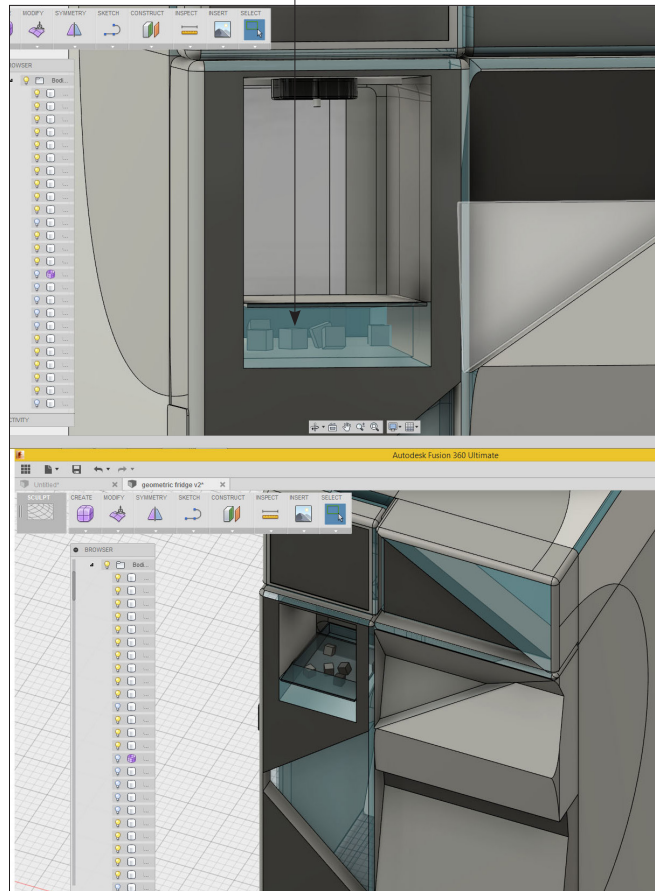 MODIFY SYMMETRY SKETCH CONSTRUCT INSPECT INSERT SELECT
ROWSER
Bodi...
CTIVITY
Autodesk Fusion 360 Ultimate
Untitled* geometric fridge v2*
SCULPT CREATE MODIFY SYMMETRY SKETCH CONSTRUCT INSPECT INSERT SELECT
BROWSER
Bodi...